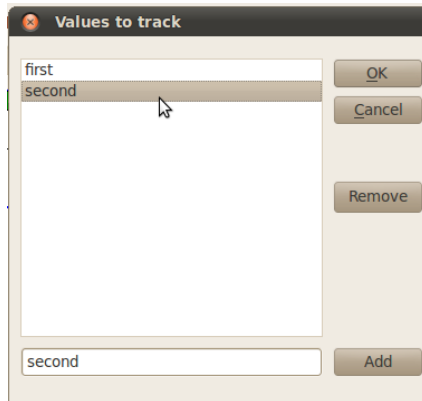 Values to track
first
second
OK
Cancel
Remove
second
Add